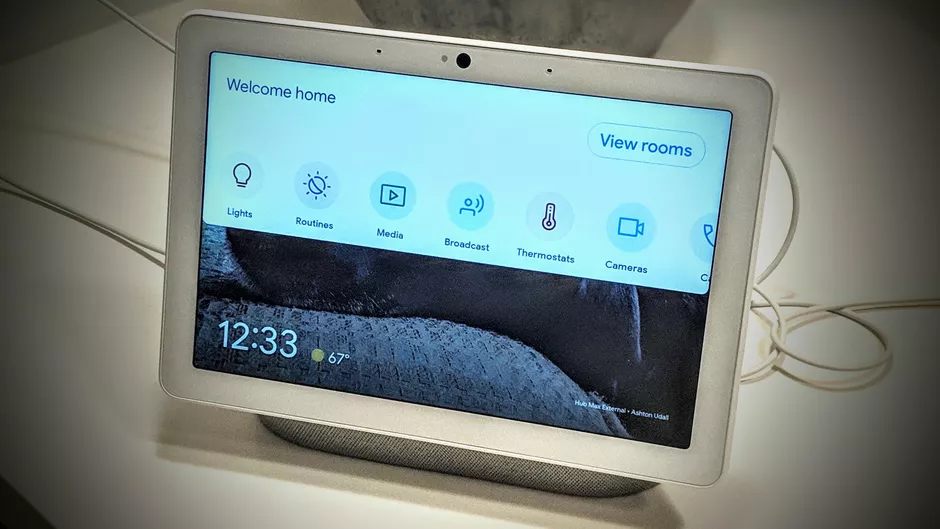 Welcome home
View rooms
Lights
Routines
Media
Broadcast
Thermostats
Cameras
12:33
67°
Hub Max External • Ashton Udall